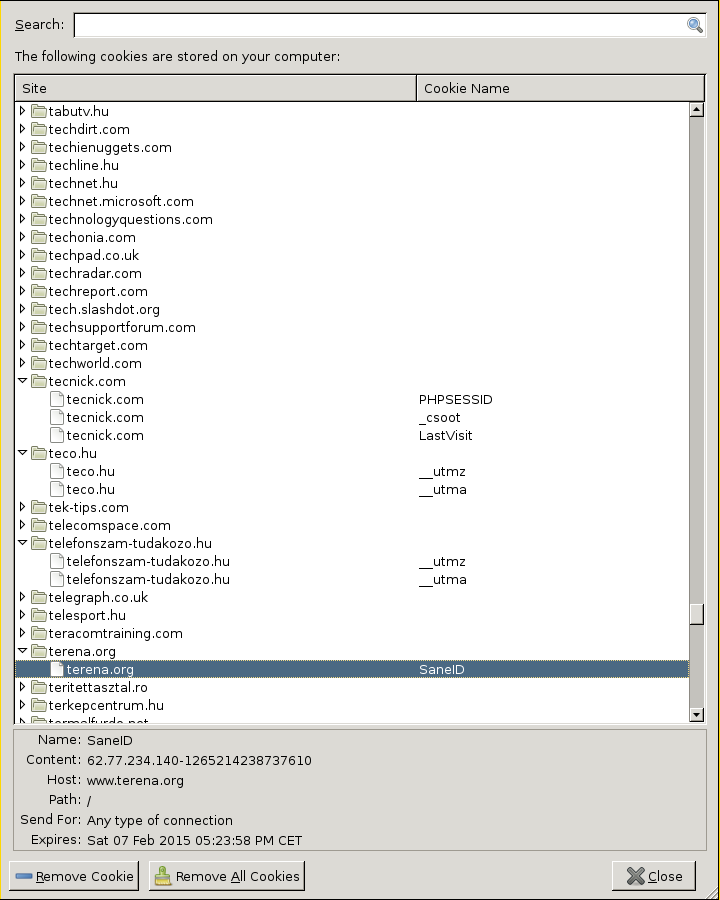 Search:
The following cookies are stored on your computer:
Site Cookie Name
tabutv.hu
techdirt.com
techienuggets.com
techline.hu
technet.hu
technet.microsoft.com
technologyquestions.com
techonia.com
techpad.co.uk
techradar.com
techreport.com
tech.slashdot.org
techsupportforum.com
techtarget.com
techworld.com
tecnick.com
tecnick.com PHPSESSID
tecnick.com _csoot
tecnick.com LastVisit
teco.hu
teco.hu __utmz
teco.hu __utma
tek-tips.com
telecomspace.com
telefonszam-tudakozo.hu
telefonszam-tudakozo.hu __utmz
telefonszam-tudakozo.hu __utma
telegraph.co.uk
telesport.hu
teracomtraining.com
terena.org
terena.org SaneID
teritettasztal.ro
terkepcentrum.hu
Name: SaneID
Content: 62.77.234.140-1265214238737610
Host: www.terena.org
Path: /
Send For: Any type of connection
Expires: Sat 07 Feb 2015 05:23:58 PM CET
Remove Cookie Remove All Cookies Close